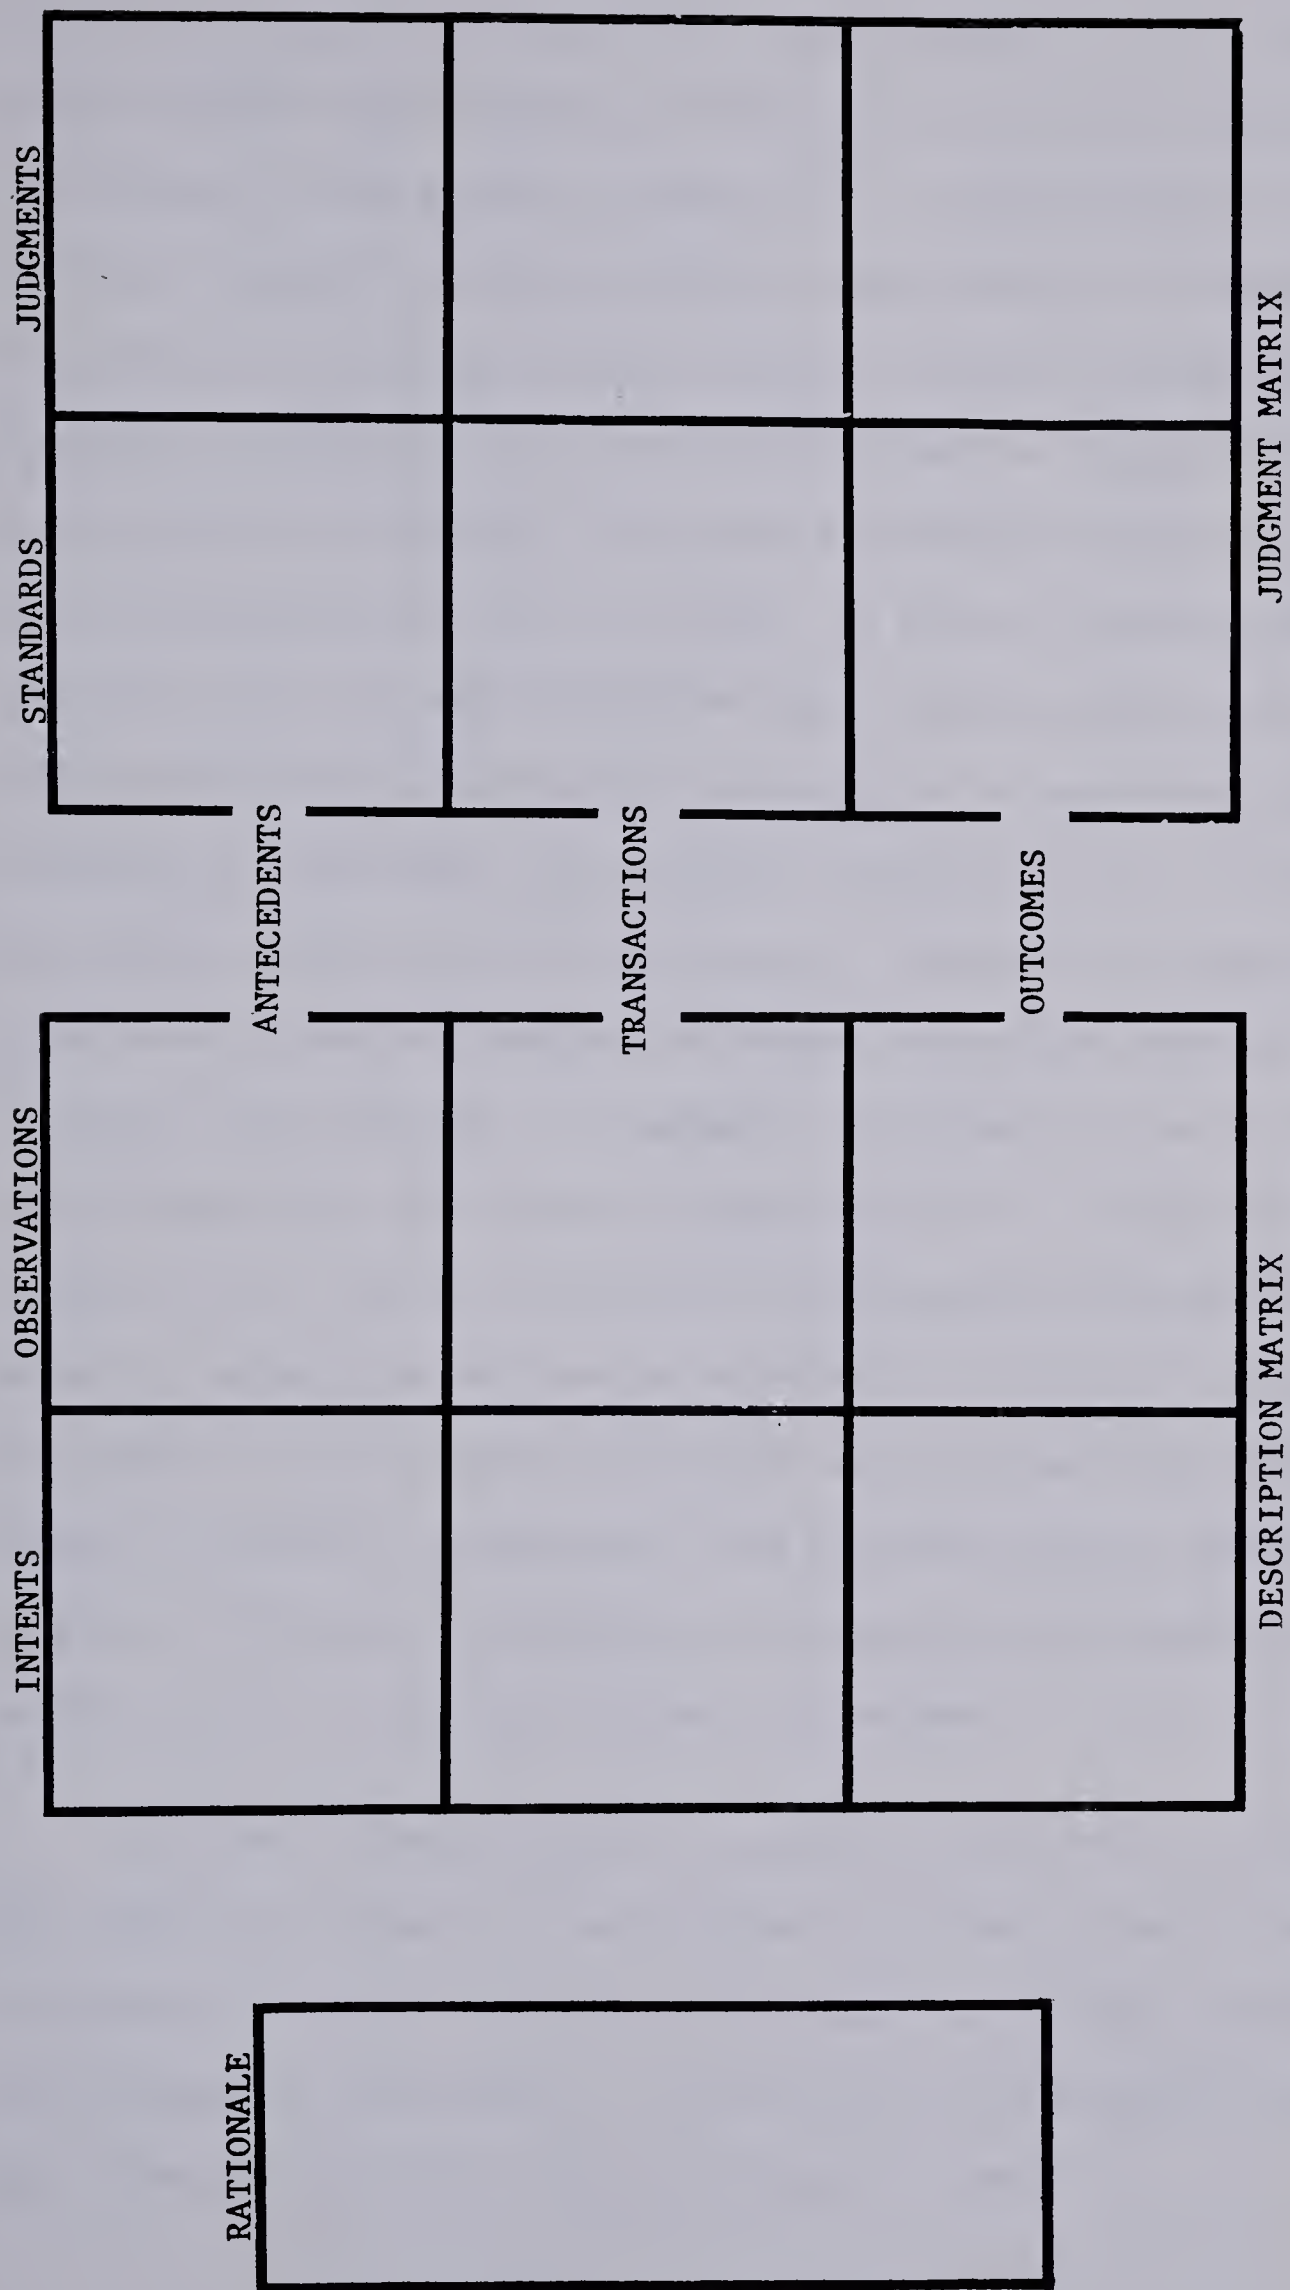 RATIONALE
INTENTS
OBSERVATIONS
STANDARDS
JUDGMENTS
ANTECEDENTS
TRANSACTIONS
OUTCOMES
DESCRIPTION MATRIX
JUDGMENT MATRIX